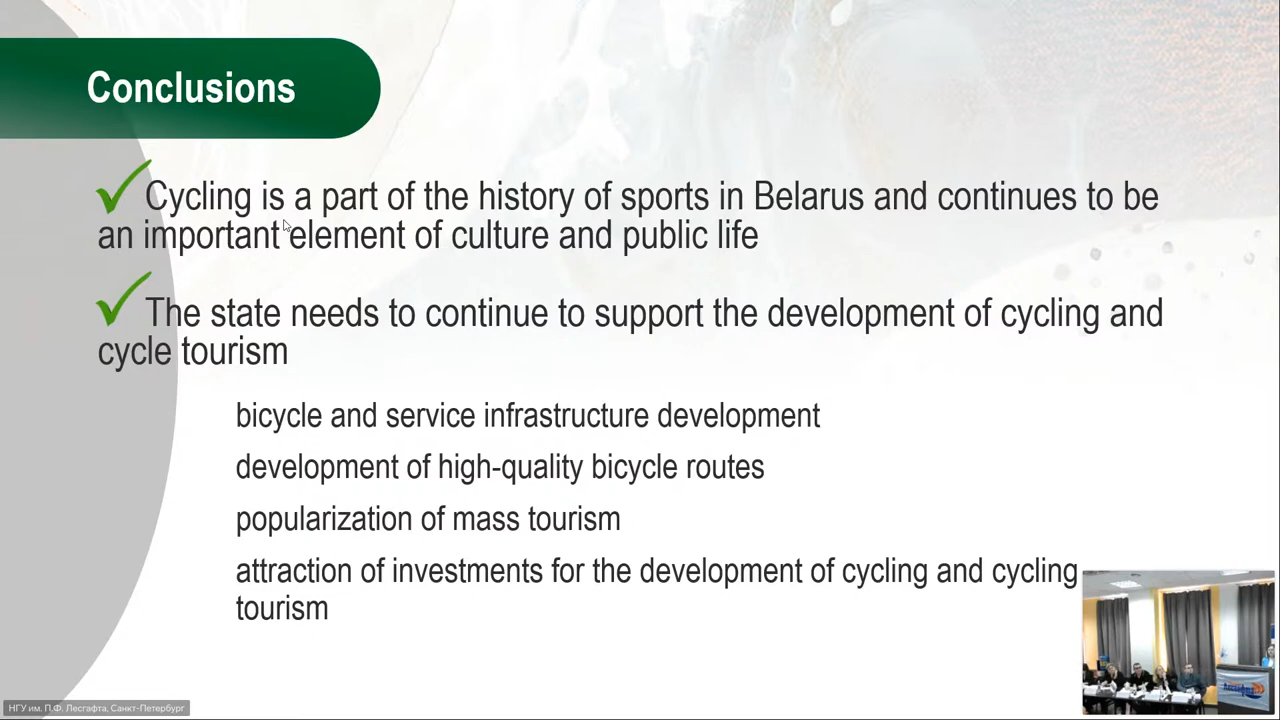 Conclusions
Cycling is a part of the history of sports in Belarus and continues to be
an important element of culture and public life
The state needs to continue to support the development of cycling and
cycle tourism
bicycle and service infrastructure development
development of high-quality bicycle routes
popularization of mass tourism
attraction of investments for the development of cycling and cycling
tourism
НГУ им. П.Ф. Лесгафта, Санкт-Петербург